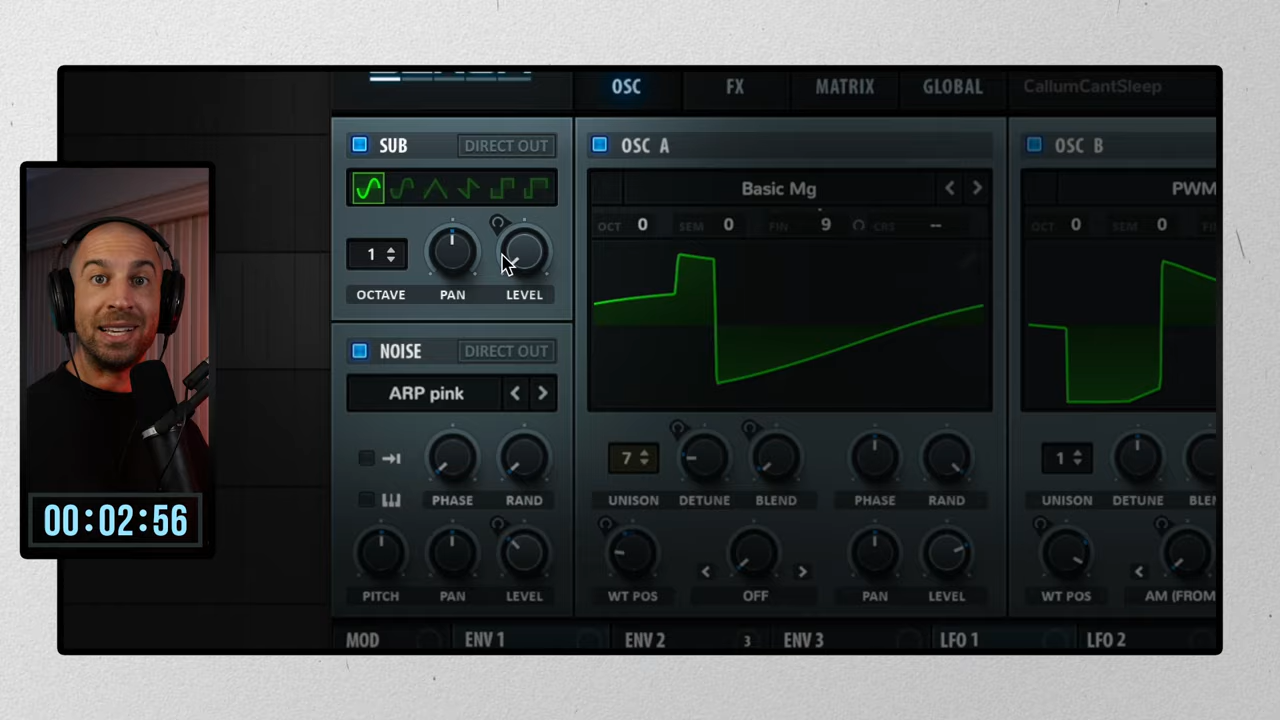 OSC FX MATRIX GLOBAL CallumCantSleep
SUB DIRECT OUT
OSC A
OSC B
Basic Mg
PWM
OCT 0 SEM 0 FIN 9 CRS --
OCT 0 SEM 0
1
OCTAVE PAN LEVEL
NOISE DIRECT OUT
ARP pink
7
1
PHASE RAND
UNISON DETUNE BLEND PHASE RAND
UNISON DETUNE
PITCH PAN LEVEL
WT POS OFF PAN LEVEL
WT POS AM (FROM
MOD ENV 1 ENV 2 3 ENV 3 LFO 1 LFO 2
00:02:56